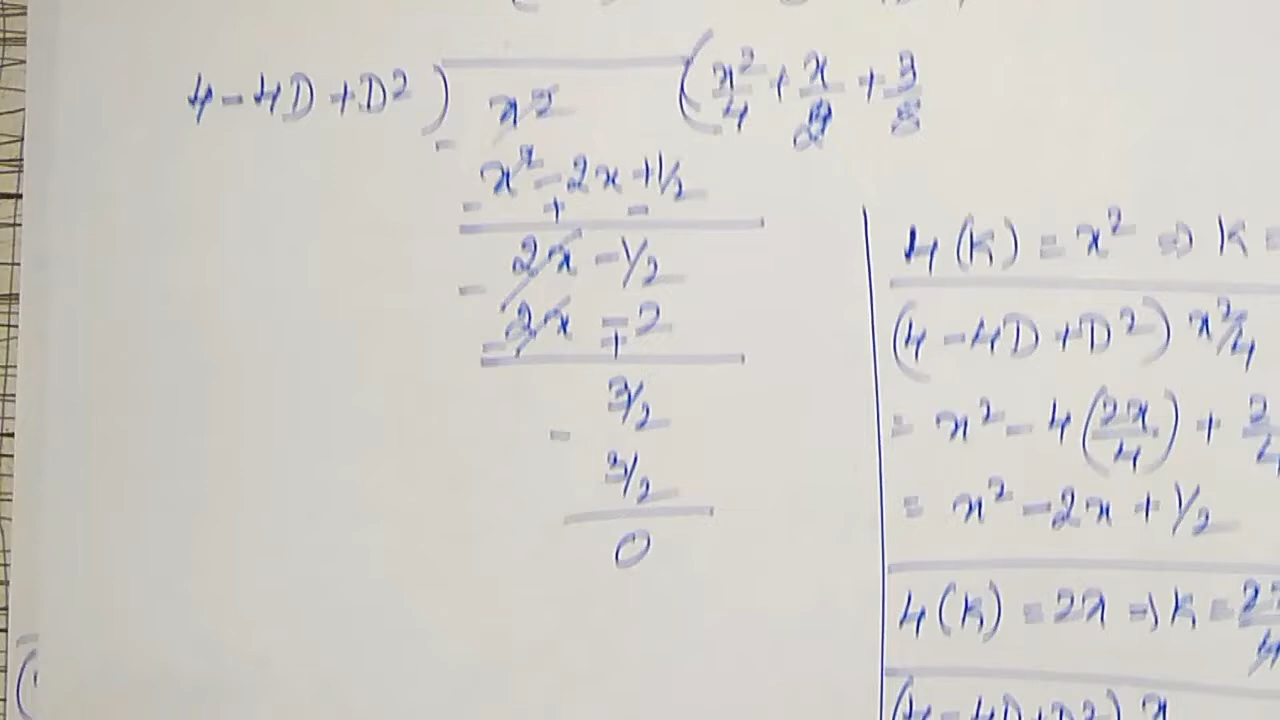 4-4D+D²) x² (x²/4 + x/2 + 3/8
- x²-2x+1/2
- + -
2x -1/2
- 2x -2
- +
3/2
- 3/2
0
4(K) = x² ⇒ K =
(4-4D+D²) x²/4
= x² - 4(2x/4) +
= x² -2x +1/2
4(K) = 2x ⇒ K = 2x/4
(4-4D+D²) x